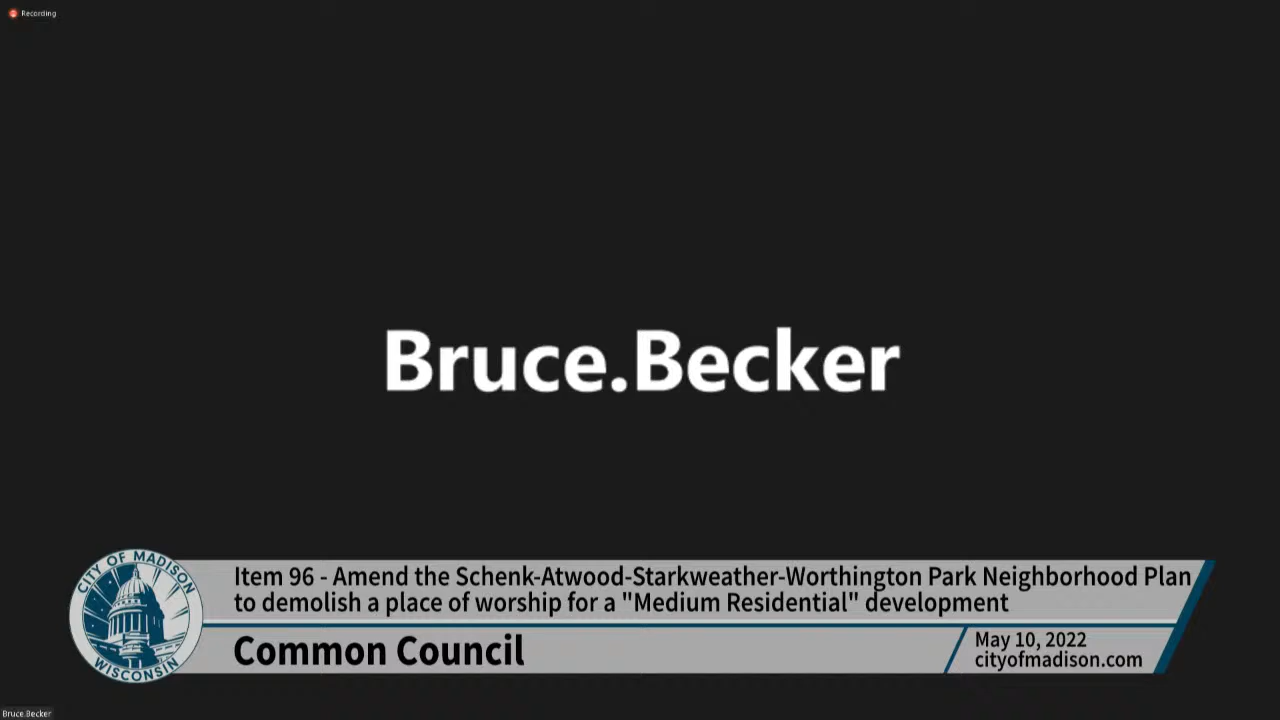 Recording
Bruce.Becker
CITY OF MADISON
WISCONSIN
Item 96 - Amend the Schenk-Atwood-Starkweather-Worthington Park Neighborhood Plan
to demolish a place of worship for a "Medium Residential" development
Common Council
May 10, 2022
cityofmadison.com
Bruce.Becker